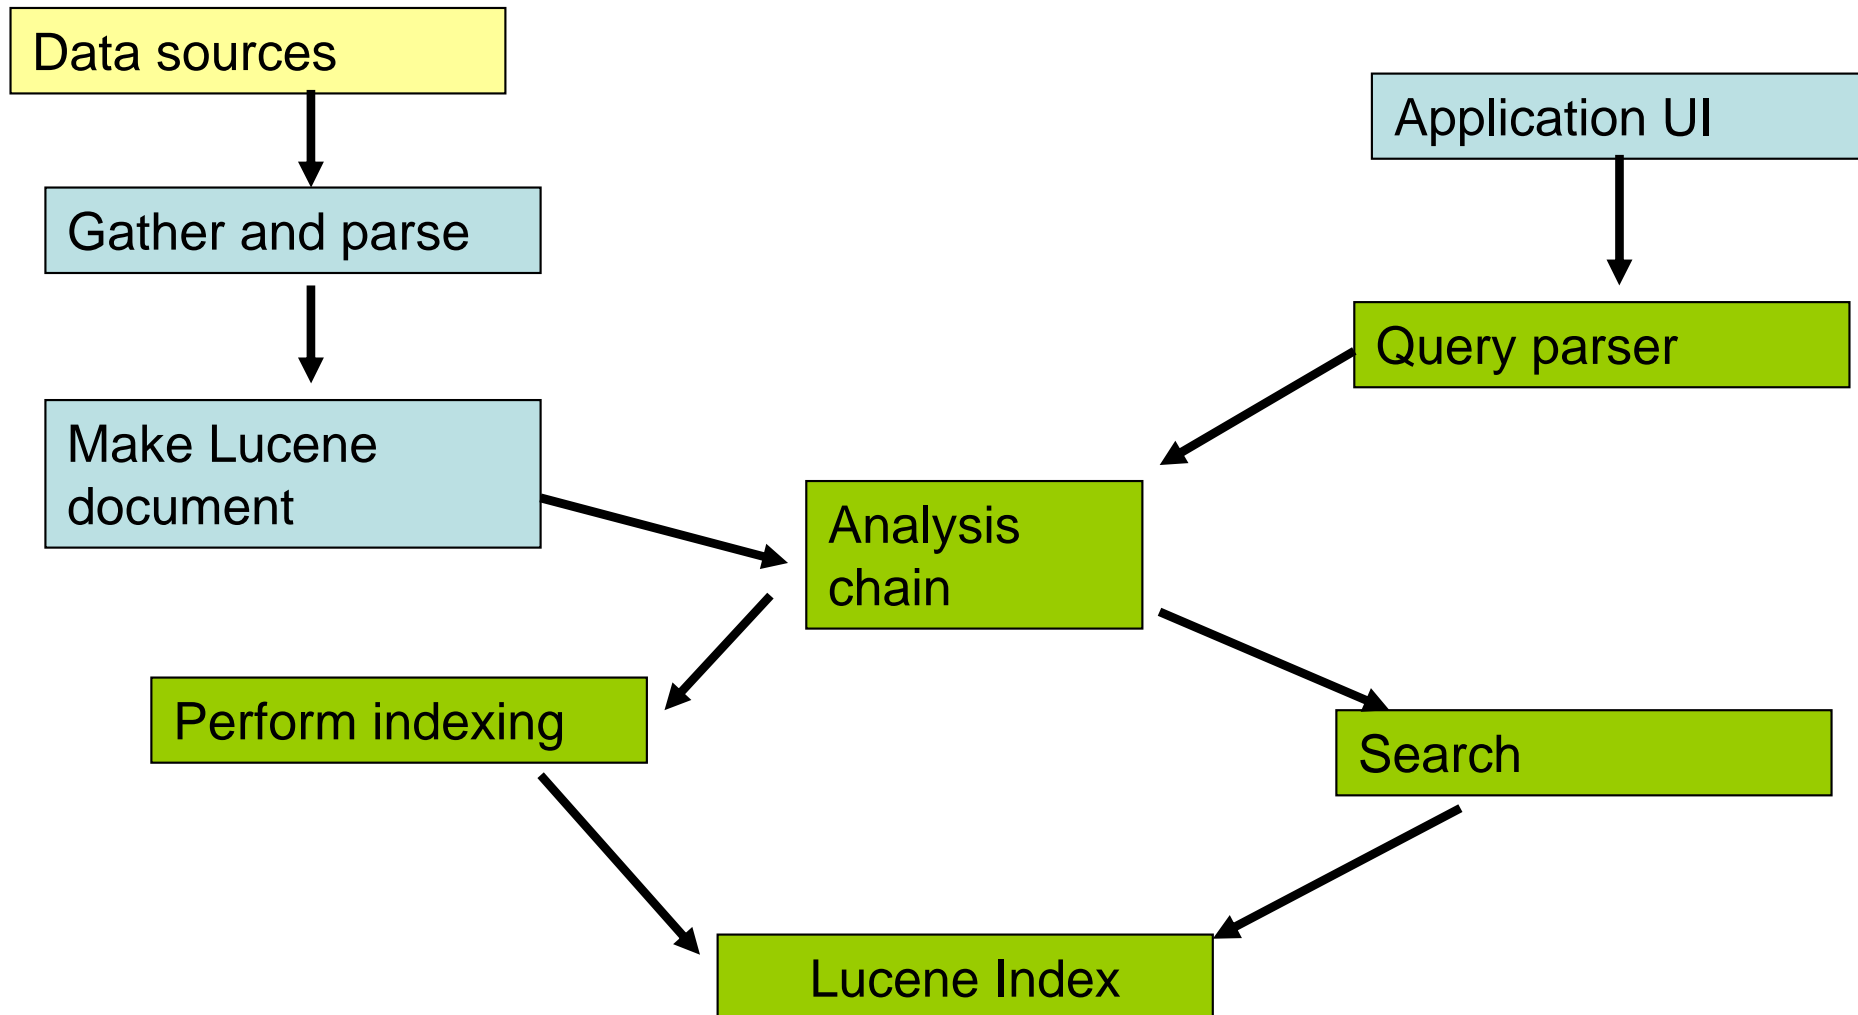 Data sources
Application UI
Gather and parse
Query parser
Make Lucene
document
Analysis
chain
Perform indexing
Search
Lucene Index